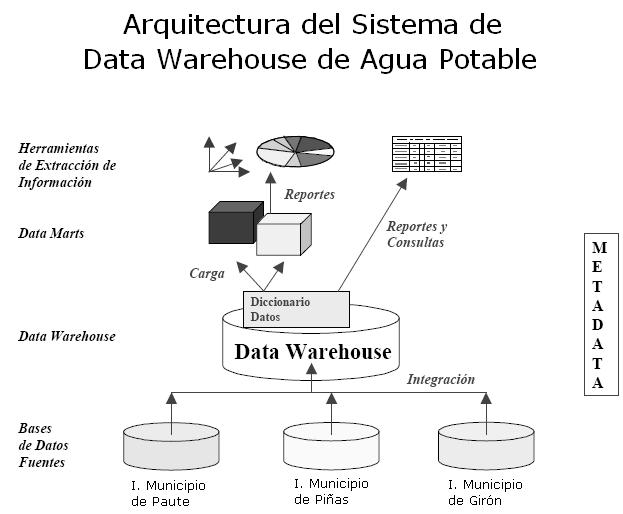 Arquitectura del Sistema de
Data Warehouse de Agua Potable
Herramientas
de Extracción de
Información
Reportes
Data Marts
Reportes y
Consultas
Carga
Diccionario
Datos
Data Warehouse
Data Warehouse
Integración
Bases
de Datos
Fuentes
I. Municipio
de Paute
I. Municipio
de Piñas
I. Municipio
de Girón
M
E
T
A
D
A
T
A